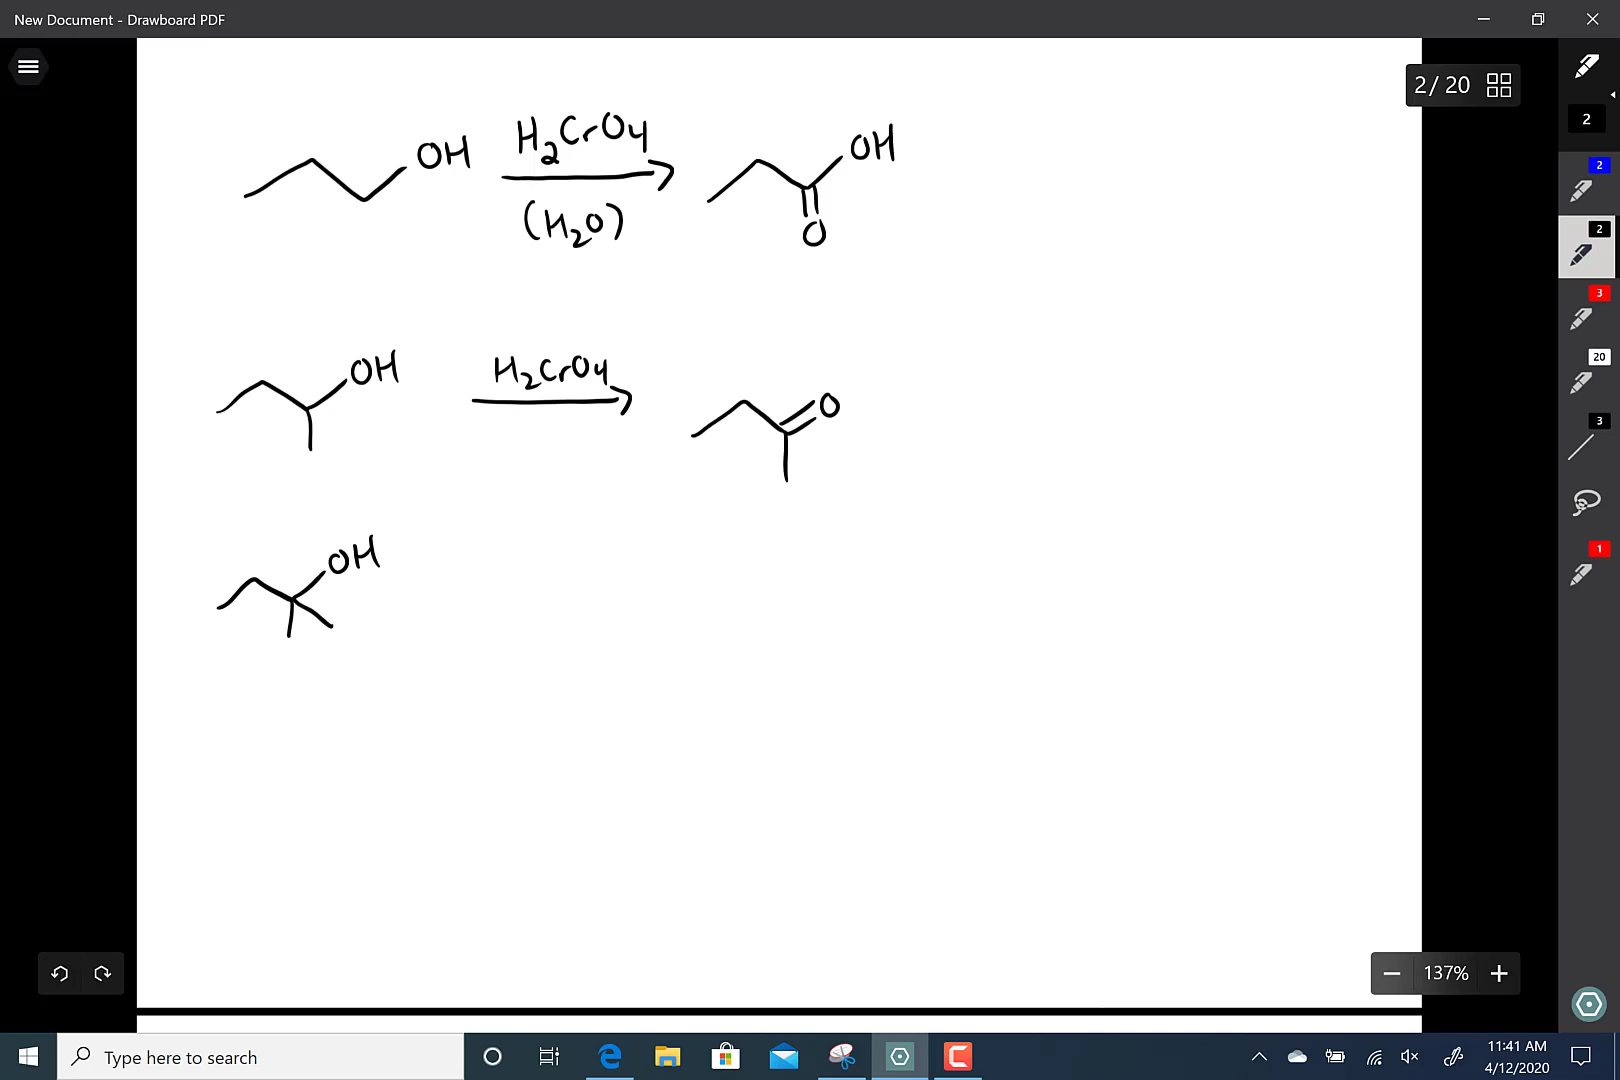 New Document - Drawboard PDF
2 / 20
2
2
2
3
20
3
1
OH H₂CrO4 OH
(H₂O)
O
OH H₂CrO4
O
OH
137%
Type here to search
11:41 AM
4/12/2020